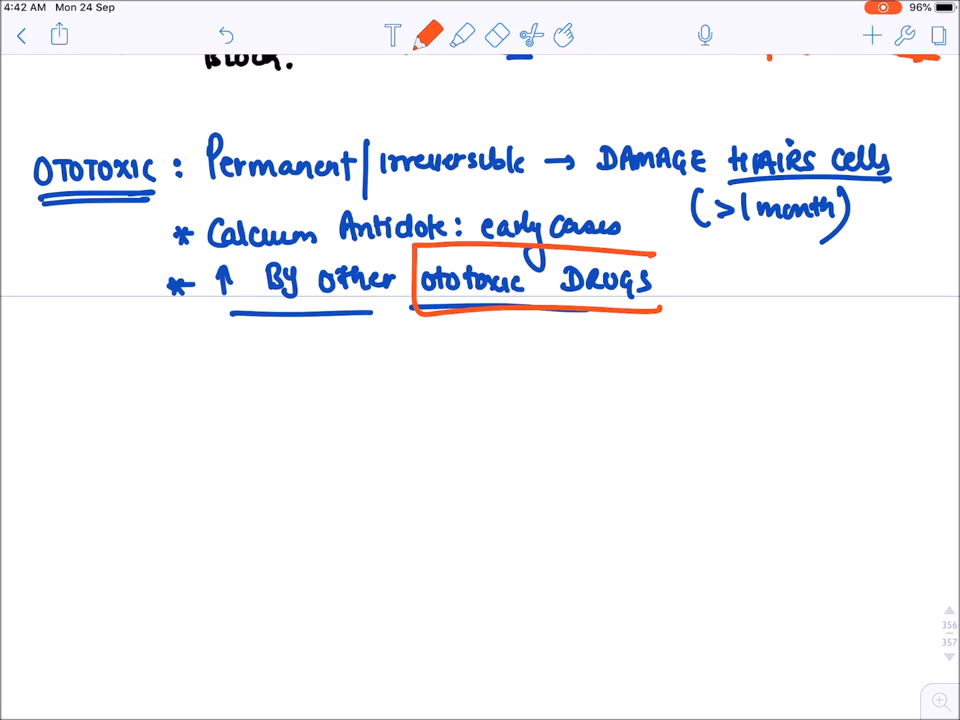 4:42 AM Mon 24 Sep 96%
T
Block.
OTOTOXIC : Permanent/Irreversible → DAMAGE HAIRS Cells
(>1 month)
* Calcium Antidote: early cases
* ↑ By other ototoxic DRUGS
356
357